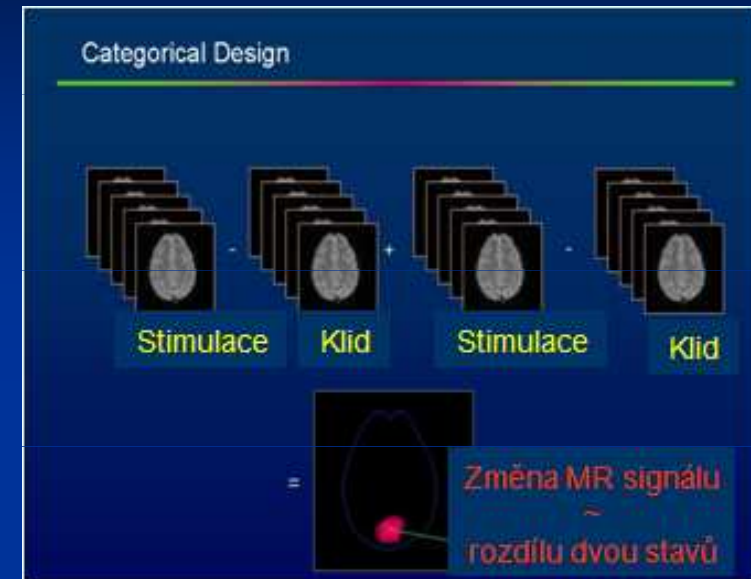 Categorical Design
- + -
Stimulace Klid Stimulace Klid
=
Změna MR signálu
~
rozdílu dvou stavů